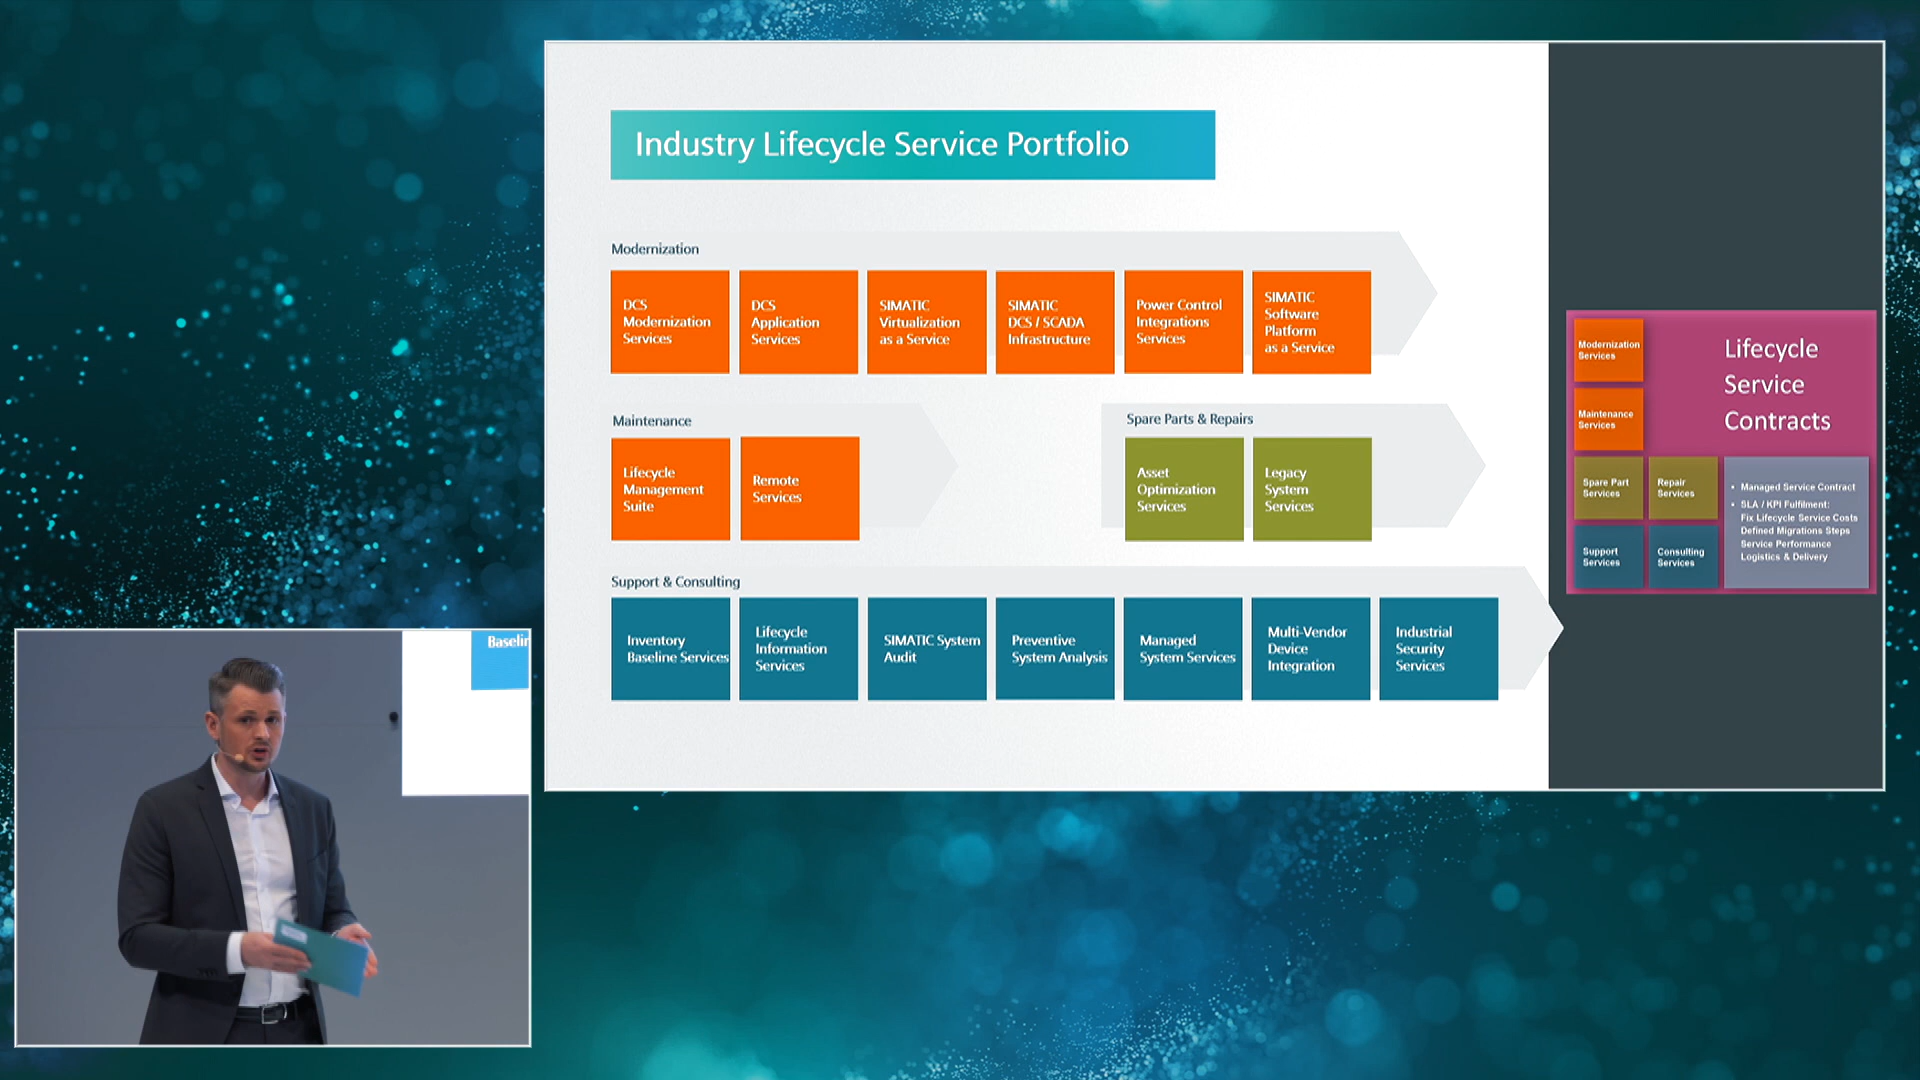 Industry Lifecycle Service Portfolio
Modernization
DCS
Modernization
Services
DCS
Application
Services
SIMATIC
Virtualization
as a Service
SIMATIC
DCS / SCADA
Infrastructure
Power Control
Integrations
Services
SIMATIC
Software
Platform
as a Service
Maintenance
Lifecycle
Management
Suite
Remote
Services
Spare Parts & Repairs
Asset
Optimization
Services
Legacy
System
Services
Support & Consulting
Inventory
Baseline Services
Lifecycle
Information
Services
SIMATIC System
Audit
Preventive
System Analysis
Managed
System Services
Multi-Vendor
Device
Integration
Industrial
Security
Services
Lifecycle
Service
Contracts
Modernization
Services
Maintenance
Services
Spare Part
Services
Repair
Services
Support
Services
Consulting
Services
• Managed Service Contract
• SLA / KPI Fulfilment:
Fix Lifecycle Service Costs
Defined Migrations Steps
Service Performance
Logistics & Delivery